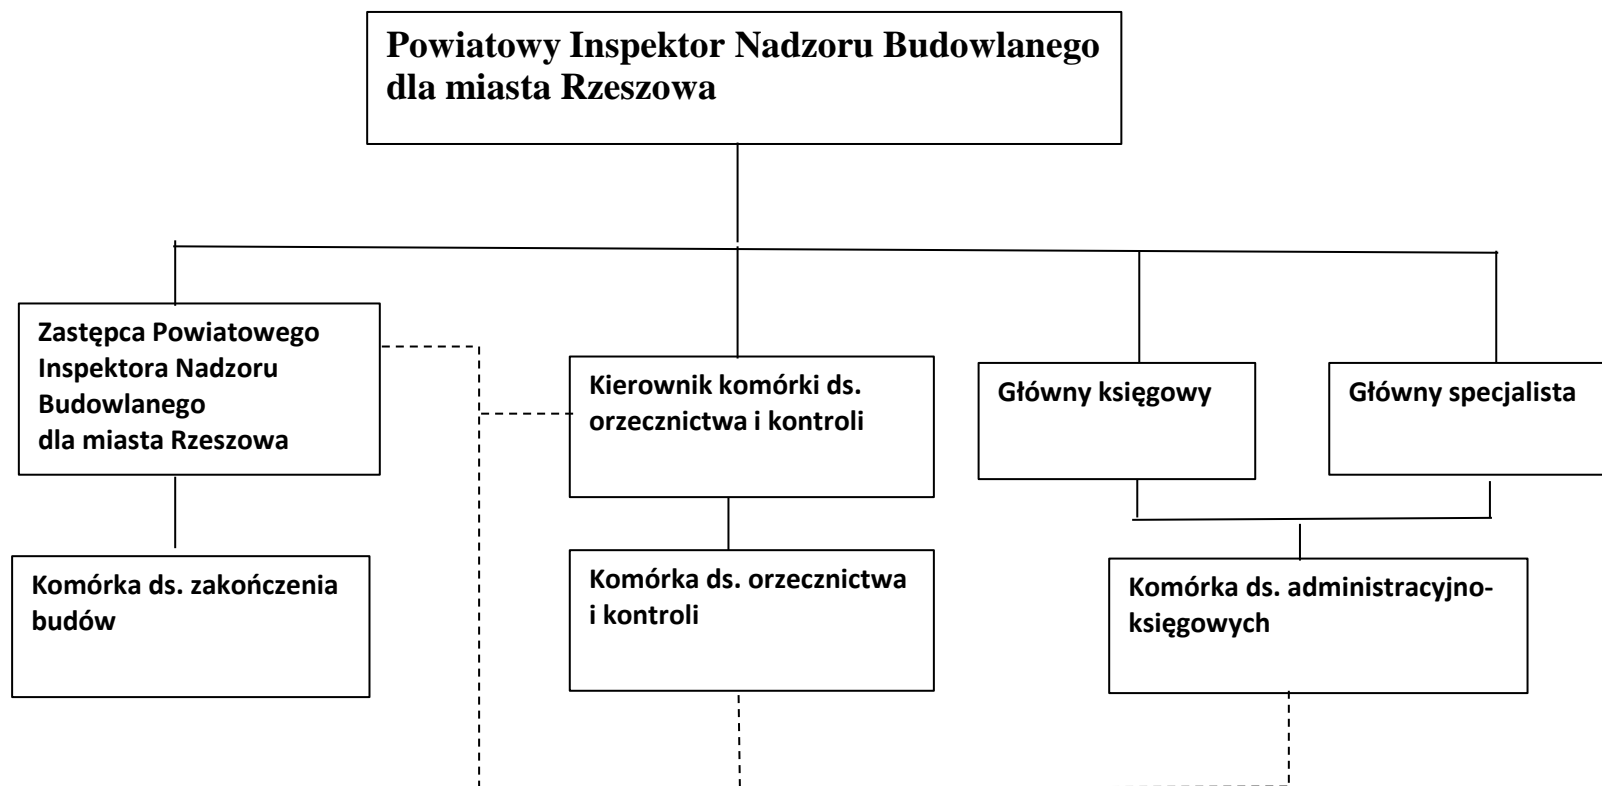 Powiatowy Inspektor Nadzoru Budowlanego
dla miasta Rzeszowa
Zastępca Powiatowego
Inspektora Nadzoru
Budowlanego
dla miasta Rzeszowa
Kierownik komórki ds.
orzecznictwa i kontroli
Główny księgowy
Główny specjalista
Komórka ds. zakończenia
budów
Komórka ds. orzecznictwa
i kontroli
Komórka ds. administracyjno-
księgowych